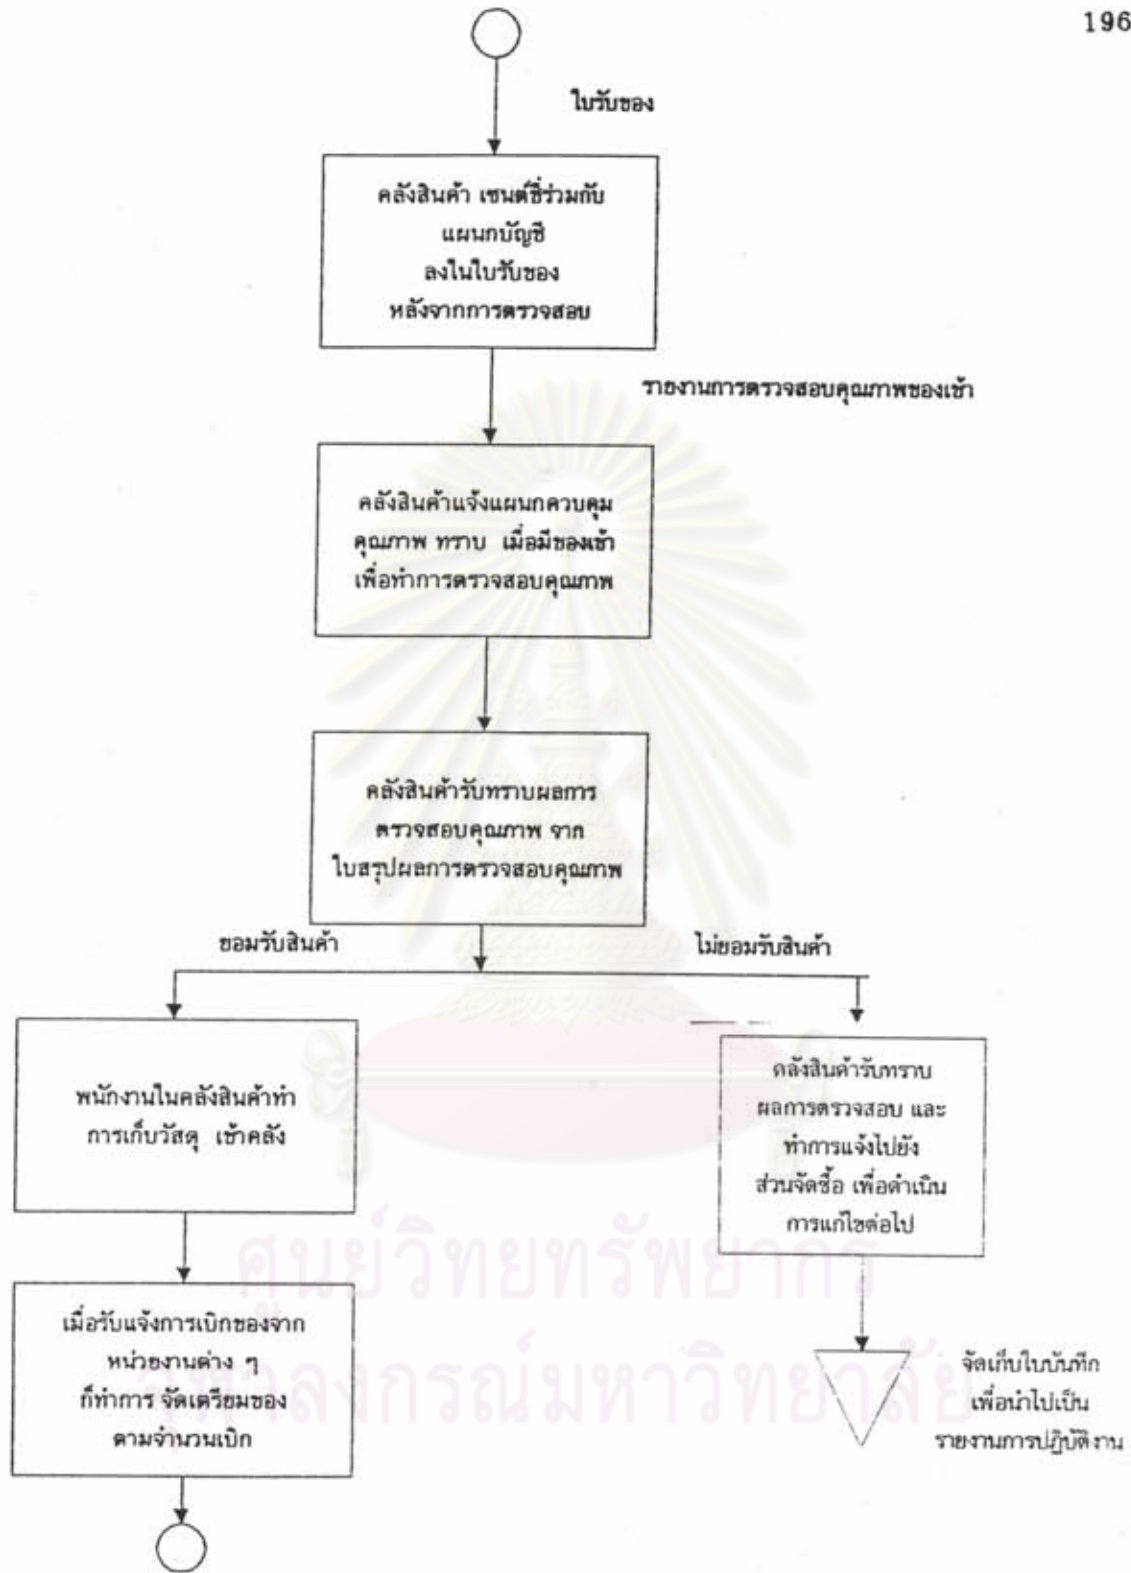 196
ใบรับของ
คลังสินค้า เซนต์ชื่ร่วมกับ
แผนกบัญชี
ลงในใบรับของ
หลังจากการตรวจสอบ
รายงานการตรวจสอบคุณภาพของเข้า
คลังสินค้าแจ้งแผนกควบคุม
คุณภาพ ทราบ เมื่อมีของเข้า
เพื่อทำการตรวจสอบคุณภาพ
คลังสินค้ารับทราบผลการ
ตรวจสอบคุณภาพ จาก
ใบสรุปผลการตรวจสอบคุณภาพ
ยอมรับสินค้า
ไม่ยอมรับสินค้า
พนักงานในคลังสินค้าทำ
การเก็บวัสดุ เข้าคลัง
คลังสินค้ารับทราบ
ผลการตรวจสอบ และ
ทำการแจ้งไปยัง
ส่วนจัดซื้อ เพื่อดำเนิน
การแก้ไขต่อไป
เมื่อรับแจ้งการเบิกของจาก
หน่วยงานต่าง ๆ
ก็ทำการ จัดเตรียมของ
ตามจำนวนเบิก
จัดเก็บใบบันทึก
เพื่อนำไปเป็น
รายงานการปฏิบัติงาน
ศูนย์วิทยทรัพยากร
จุฬาลงกรณ์มหาวิทยาลัย